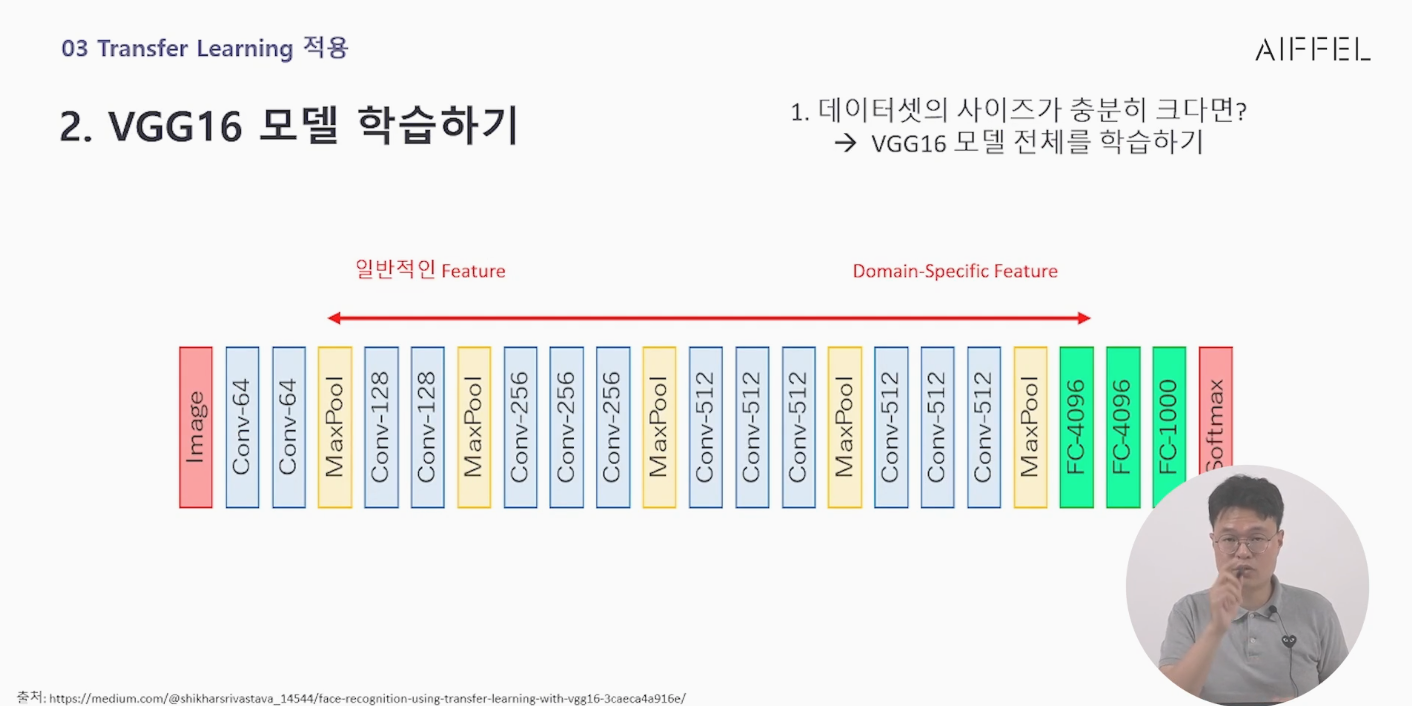 03 Transfer Learning 적용
AIFFEL
2. VGG16 모델 학습하기
1. 데이터셋의 사이즈가 충분히 크다면?
→ VGG16 모델 전체를 학습하기
일반적인 Feature
Domain-Specific Feature
Image
Conv-64
Conv-64
MaxPool
Conv-128
Conv-128
MaxPool
Conv-256
Conv-256
Conv-256
MaxPool
Conv-512
Conv-512
Conv-512
MaxPool
Conv-512
Conv-512
Conv-512
MaxPool
FC-4096
FC-4096
FC-1000
Softmax
출처: https://medium.com/@shikharsrivastava_14544/face-recognition-using-transfer-learning-with-vgg16-3caeca4a916e/